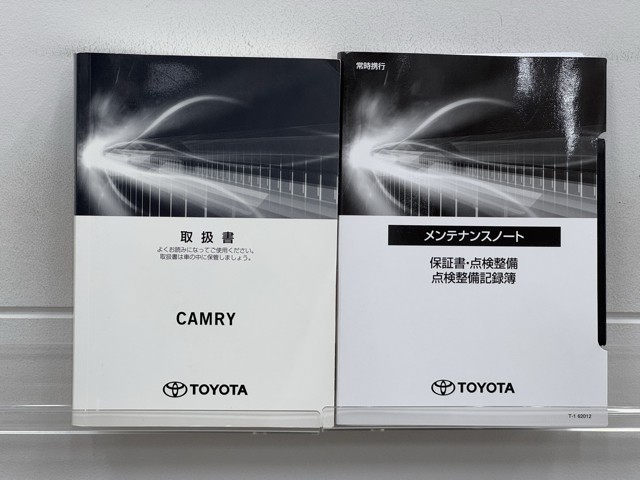 取扱書
よくお読みになってご使用ください。
取扱書は車の中に保管しましょう。
CAMRY
TOYOTA
常時携行
メンテナンスノート
保証書・点検整備
点検整備記録簿
TOYOTA
T-1 62012